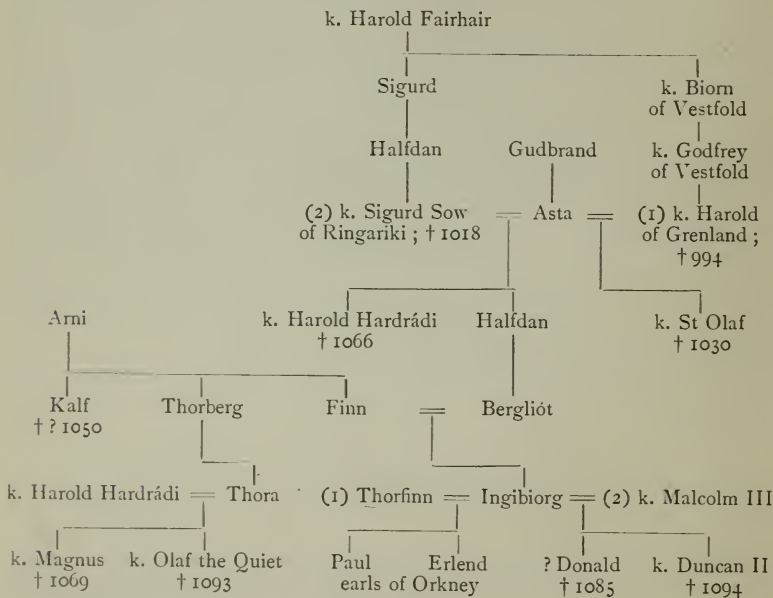 k. Harold Fairhair
Sigurd k. Biorn
of Vestfold
Halfdan Gudbrand k. Godfrey
of Vestfold
(2) k. Sigurd Sow = Asta = (1) k. Harold
of Ringariki ; † 1018 of Grenland ;
† 994
Arni k. Harold Hardrádi Halfdan k. St Olaf
† 1066 † 1030
Kalf Thorberg Finn = Bergliót
† ? 1050
k. Harold Hardrádi = Thora (1) Thorfinn = Ingibiorg = (2) k. Malcolm III
k. Magnus k. Olaf the Quiet Paul Erlend ? Donald k. Duncan II
† 1069 † 1093 earls of Orkney † 1085 † 1094